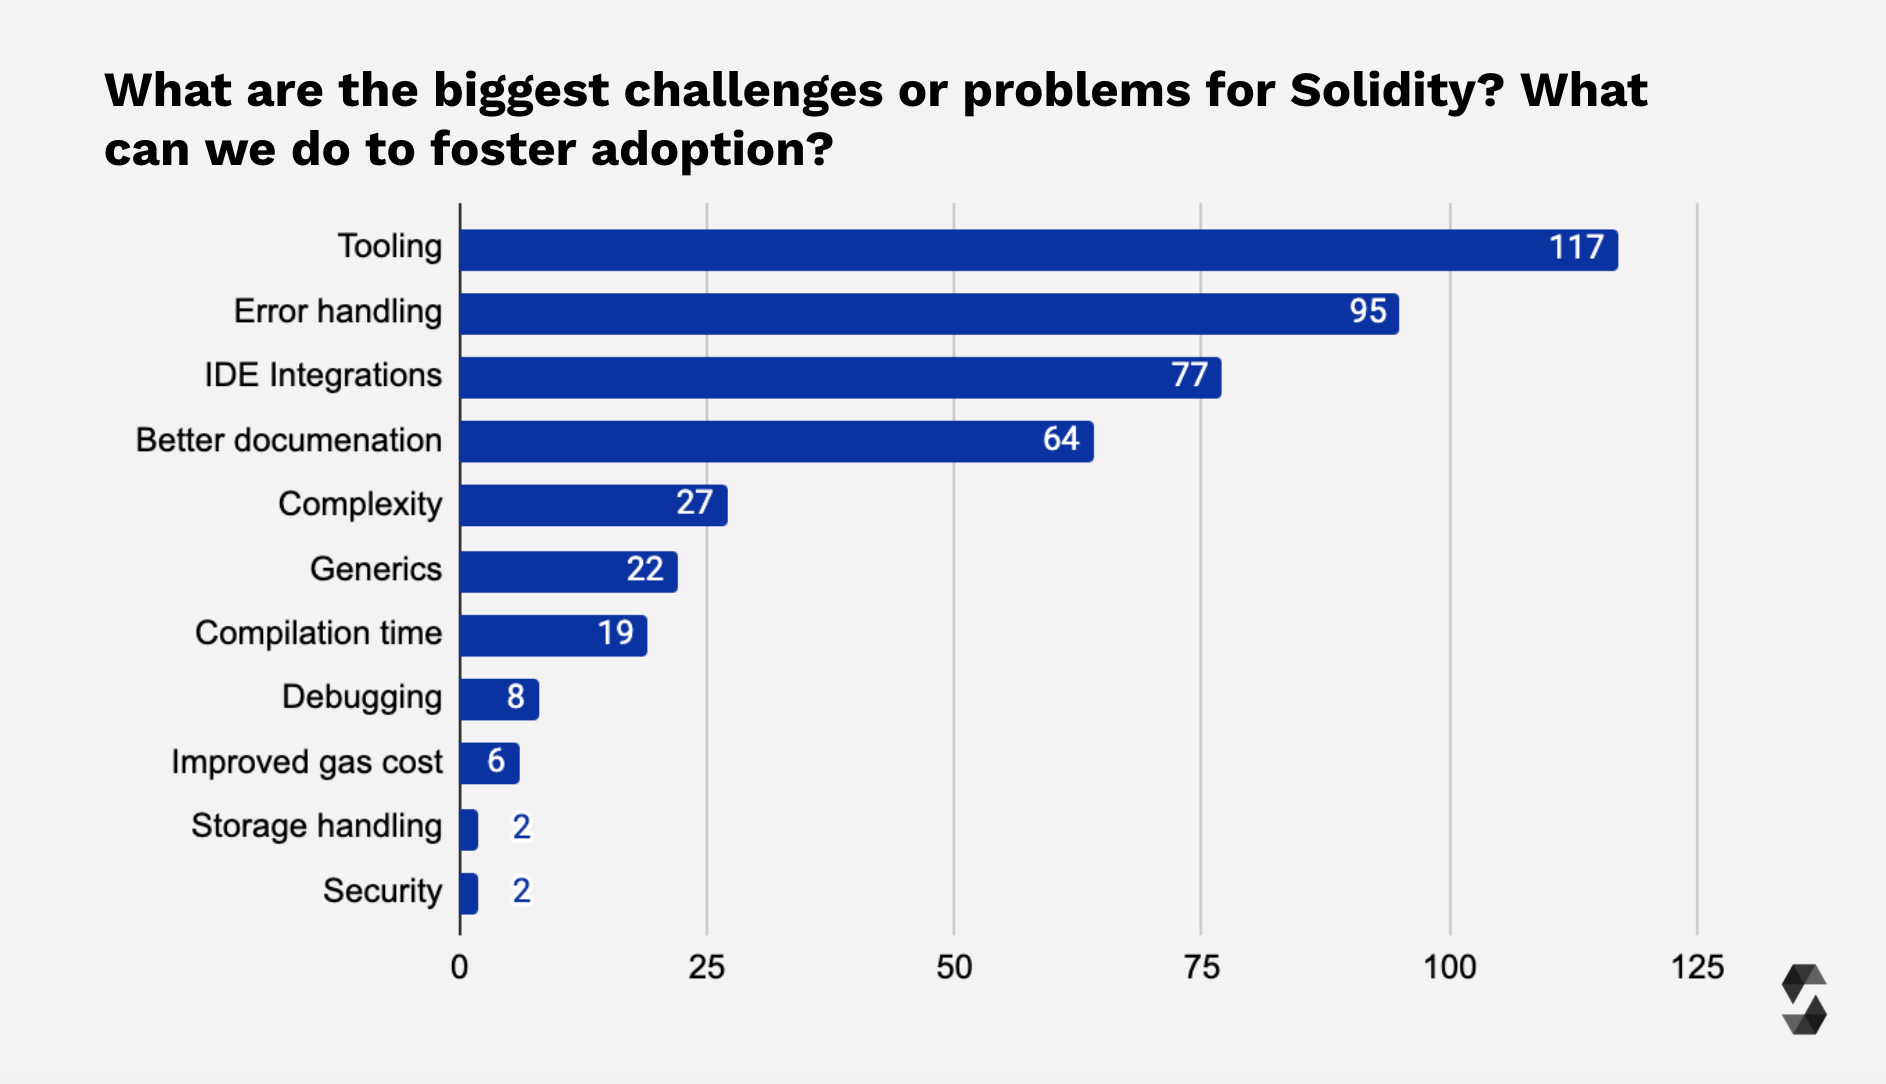 What are the biggest challenges or problems for Solidity? What
can we do to foster adoption?
Tooling 117
Error handling 95
IDE Integrations 77
Better documenation 64
Complexity 27
Generics 22
Compilation time 19
Debugging 8
Improved gas cost 6
Storage handling 2
Security 2
0 25 50 75 100 125